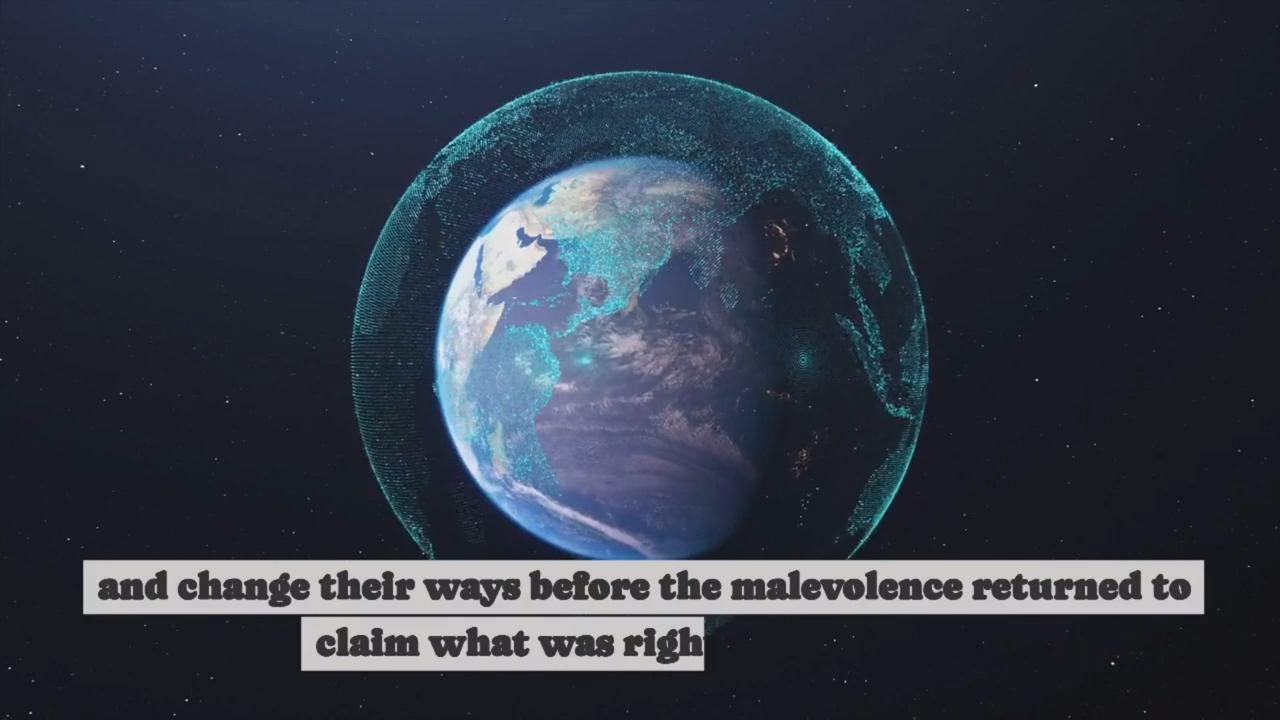 and change their ways before the malevolence returned to
claim what was righ